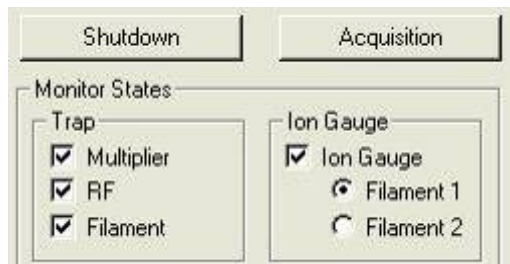 Shutdown
Acquisition
Monitor States
Trap
Multiplier
RF
Filament
Ion Gauge
Ion Gauge
Filament 1
Filament 2